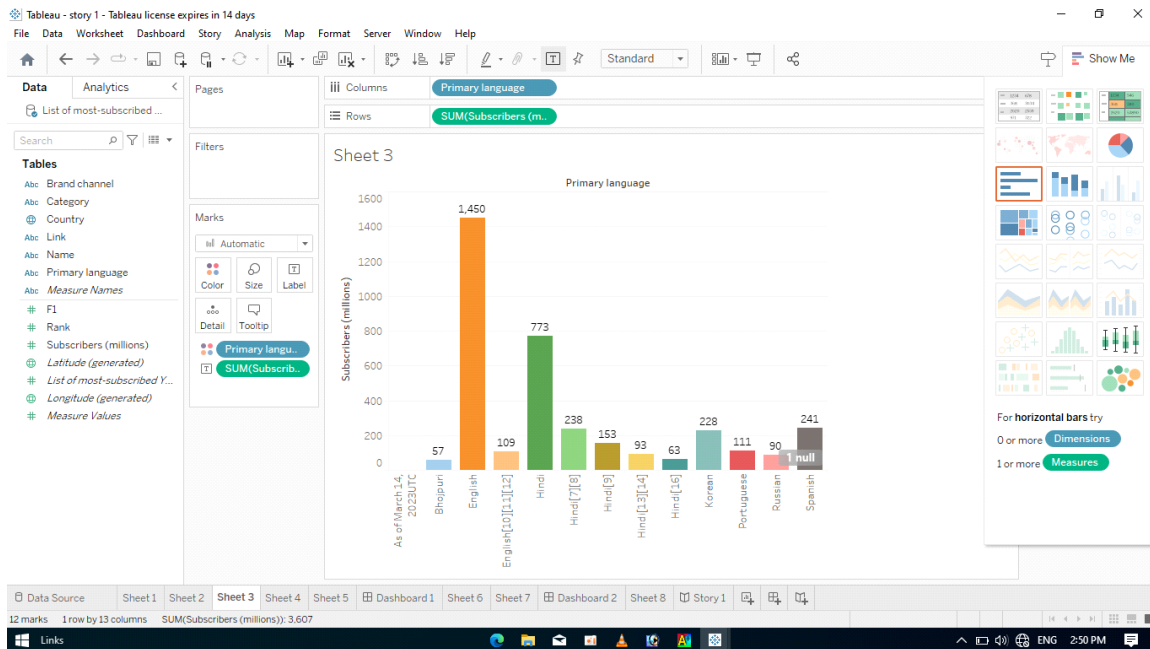 Tableau - story 1 - Tableau license expires in 14 days
File Data Worksheet Dashboard Story Analysis Map Format Server Window Help
Standard
Show Me
Data Analytics
List of most-subscribed ...
Search
Tables
Abc Brand channel
Abc Category
Country
Abc Link
Abc Name
Abc Primary language
Abc Measure Names
# F1
# Rank
# Subscribers (millions)
Latitude (generated)
# List of most-subscribed Y...
Longitude (generated)
# Measure Values
Pages
Filters
Marks
Automatic
Color Size Label
Detail Tooltip
Primary langu..
SUM(Subscrib..
Columns Primary language
Rows SUM(Subscribers (m..
Sheet 3
Primary language
Subscribers (millions)
1600
1400
1200
1000
800
600
400
200
0
57
1,450
109
773
238
153
93
63
228
111
90
241
1 null
As of March 14,
2023UTC
Bhojpuri
English
English[10][11][12]
Hindi
Hindi[7][8]
Hindi[9]
Hindi[13][14]
Hindi[16]
Korean
Portuguese
Russian
Spanish
For horizontal bars try
0 or more Dimensions
1 or more Measures
Data Source Sheet 1 Sheet 2 Sheet 3 Sheet 4 Sheet 5 Dashboard 1 Sheet 6 Sheet 7 Dashboard 2 Sheet 8 Story 1
12 marks 1 row by 13 columns SUM(Subscribers (millions)): 3,607
Links ENG 2:50 PM